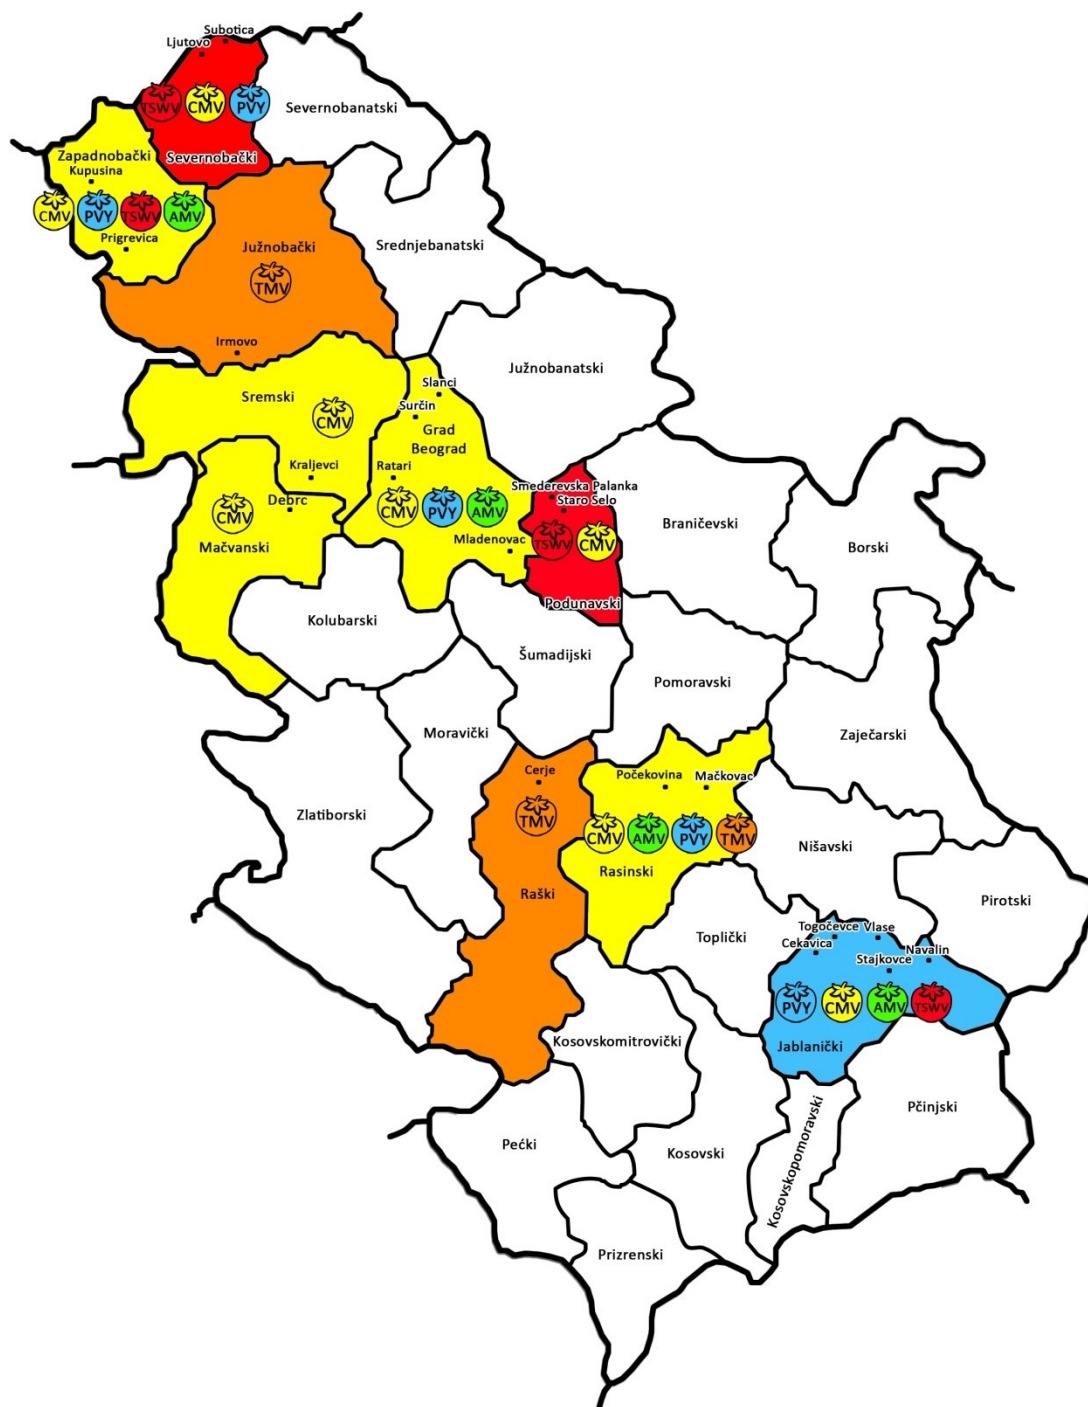 Subotica
Ljutovo
TSWV CMV PVY
Severnobanatski
Severnobački
Zapadnobački
Kupusina
CMV PVY TSWV AMV
Prigrevica
Južnobački
TMV
Irmovo
Srednjebanatski
Južnobanatski
Sremski
CMV
Kraljevci
Slanci
Surčin
Grad
Beograd
Ratari
CMV PVY AMV
Mladenovac
Debrc
CMV
Mačvanski
Smederevska Palanka
Staro Selo
TSWV CMV
Podunavski
Braničevski
Borski
Kolubarski
Šumadijski
Pomoravski
Zaječarski
Moravički
Zlatiborski
Cerje
TMV
Raški
Počekovina
Mačkovac
CMV AMV PVY TMV
Rasinski
Nišavski
Pirotski
Toplički
Togočevce
Vlase
Cekavica
Navalin
Stajkovce
PVY CMV AMV TSWV
Jablanički
Kosovskomitrovički
Pčinjski
Pećki
Kosovski
Kosovskopomoravski
Prizrenski